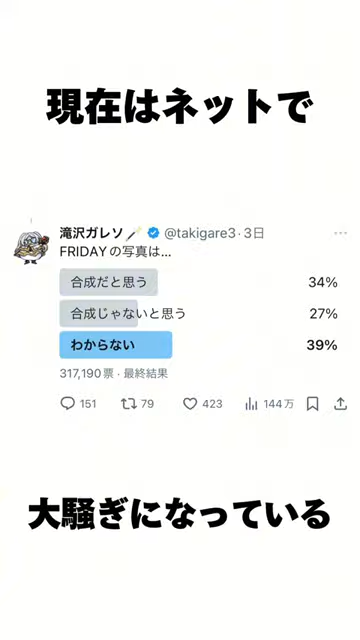 現在はネットで
滝沢ガレソ @takigare3·3日
FRIDAYの写真は...
合成だと思う 34%
合成じゃないと思う 27%
わからない 39%
317,190票·最終結果
151 79 423 144万
大騒ぎになっている